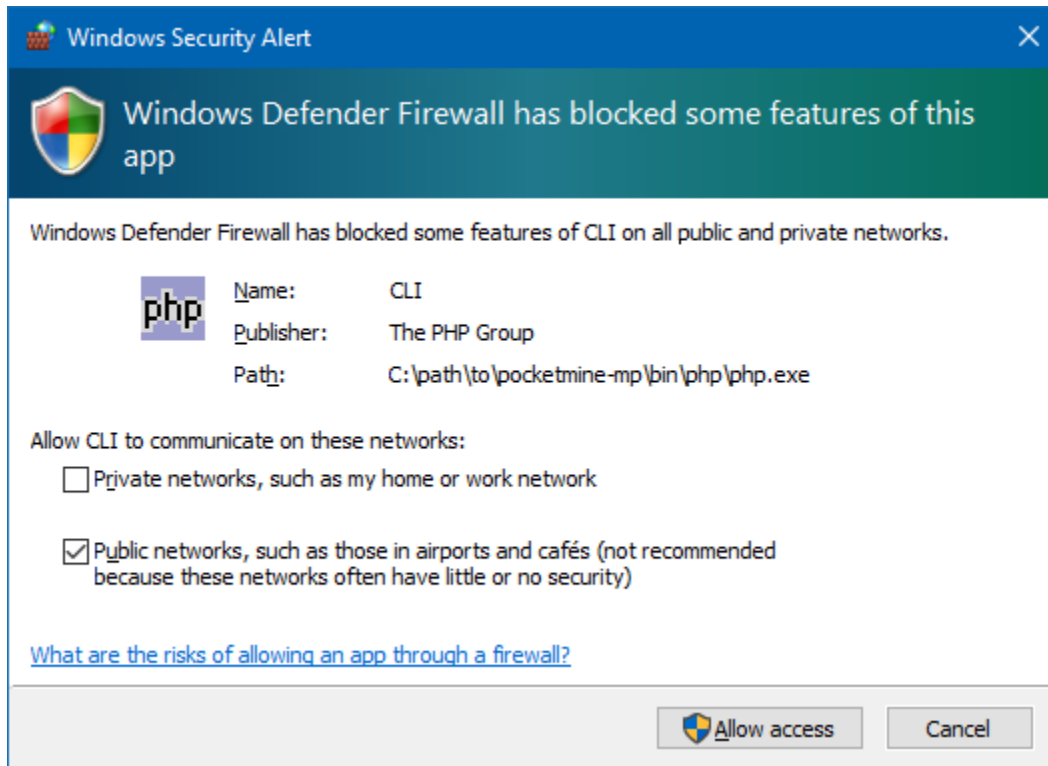 Windows Security Alert
Windows Defender Firewall has blocked some features of this
app
Windows Defender Firewall has blocked some features of CLI on all public and private networks.
php
Name: CLI
Publisher: The PHP Group
Path: C:\path\to\pocketmine-mp\bin\php\php.exe
Allow CLI to communicate on these networks:
Private networks, such as my home or work network
Public networks, such as those in airports and cafés (not recommended
because these networks often have little or no security)
What are the risks of allowing an app through a firewall?
Allow access Cancel